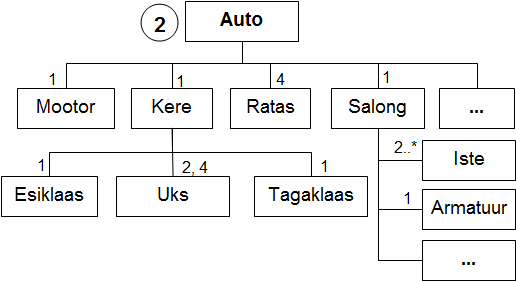 2
Auto
1
1
4
1
Mootor
Kere
Ratas
Salong
...
1
2, 4
1
2..*
Iste
Esiklaas
Uks
Tagaklaas
1
Armatuur
...